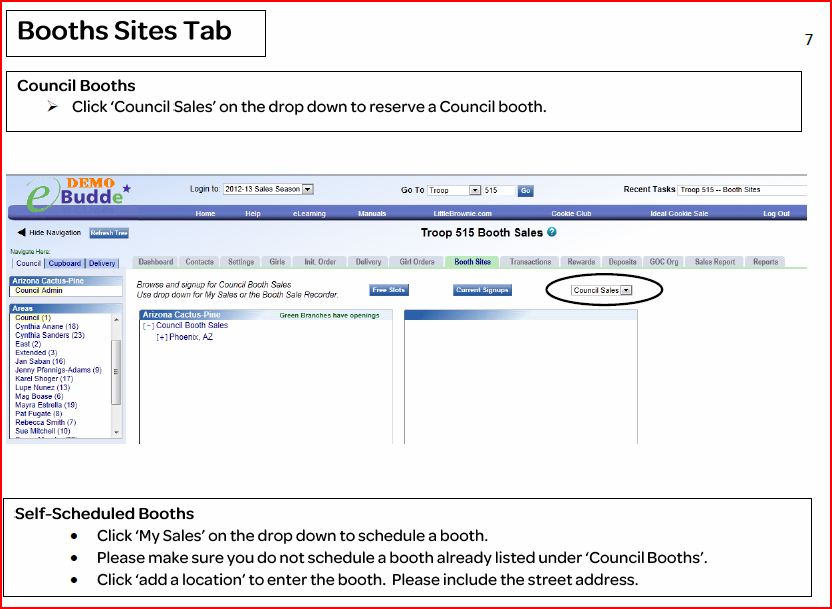 Booths Sites Tab
7
Council Booths
➢ Click ‘Council Sales’ on the drop down to reserve a Council booth.
DEMO
eBudde
Login to: 2012-13 Sales Season
Go To Troop 515 Go
Recent Tasks Troop 515 -- Booth Sites
Home Help eLearning Manuals LittleBrownie.com Cookie Club Ideal Cookie Sale Log Out
Hide Navigation Refresh Tree
Troop 515 Booth Sales ?
Navigate Here:
Council Cupboard Delivery
Dashboard Contacts Settings Girls Init. Order Delivery Girl Orders Booth Sites Transactions Rewards Deposits GOC Org Sales Report Reports
Arizona Cactus-Pine
Council Admin
Browse and signup for Council Booth Sales
Use drop down for My Sales or the Booth Sale Recorder.
Free Slots Current Signups Council Sales
Areas
Council (1)
Cynthia Anane (18)
Cynthia Sanders (23)
East (2)
Extended (3)
Jan Saban (16)
Jenny Pfennigs-Adams (9)
Karel Shoger (17)
Lupe Nunez (13)
Mag Boase (6)
Mayra Estrella (19)
Pat Fugate (8)
Rebecca Smith (7)
Sue Mitchell (10)
Arizona Cactus-Pine Green Branches have openings
[−] Council Booth Sales
[+] Phoenix, AZ
Self-Scheduled Booths
• Click ‘My Sales’ on the drop down to schedule a booth.
• Please make sure you do not schedule a booth already listed under ‘Council Booths’.
• Click ‘add a location’ to enter the booth. Please include the street address.